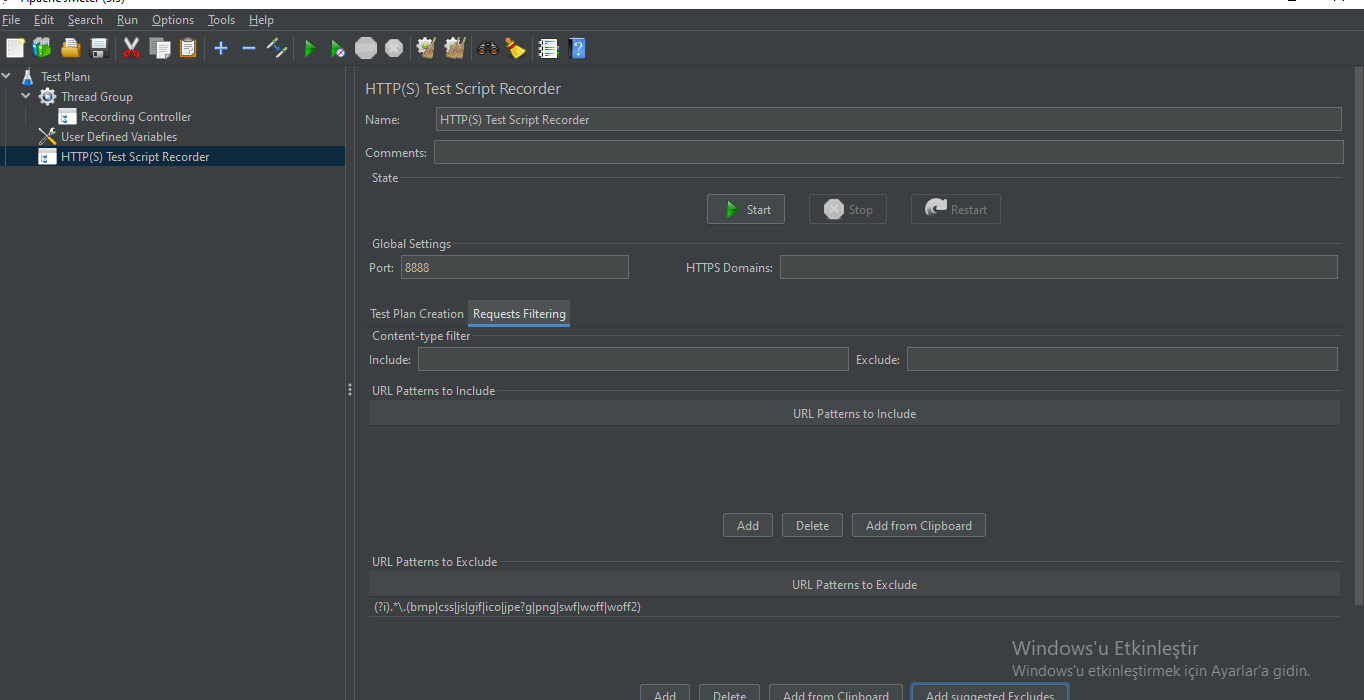 Apache JMeter (5.5)
File Edit Search Run Options Tools Help
STOP
Test Planı
Thread Group
Recording Controller
User Defined Variables
HTTP(S) Test Script Recorder
HTTP(S) Test Script Recorder
Name: HTTP(S) Test Script Recorder
Comments:
State
Start Stop Restart
Global Settings
Port: 8888 HTTPS Domains:
Test Plan Creation Requests Filtering
Content-type filter
Include: Exclude:
URL Patterns to Include
URL Patterns to Include
Add Delete Add from Clipboard
URL Patterns to Exclude
URL Patterns to Exclude
(?i).*\.(bmp|css|js|gif|ico|jpe?g|png|swf|woff|woff2)
Windows'u Etkinleştir
Windows'u etkinleştirmek için Ayarlar'a gidin.
Add Delete Add from Clipboard Add suggested Excludes